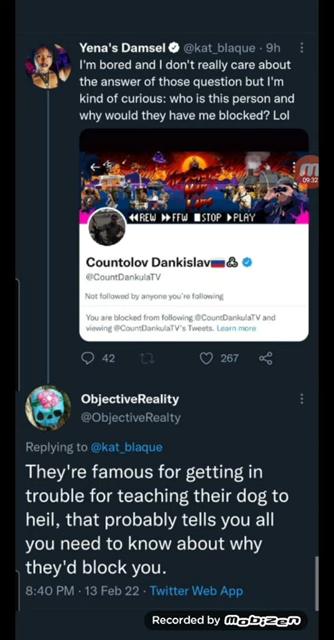 Yena's Damsel @kat_blaque · 9h
I'm bored and I don't really care about
the answer of those question but I'm
kind of curious: who is this person and
why would they have me blocked? Lol
09:32
REW FFW STOP PLAY
Countolov Dankislav
@CountDankulaTV
Not followed by anyone you're following
You are blocked from following @CountDankulaTV and
viewing @CountDankulaTV's Tweets. Learn more
42 267
ObjectiveReality
@ObjectiveRealty
Replying to @kat_blaque
They're famous for getting in
trouble for teaching their dog to
heil, that probably tells you all
you need to know about why
they'd block you.
8:40 PM · 13 Feb 22 · Twitter Web App
Recorded by mobizen